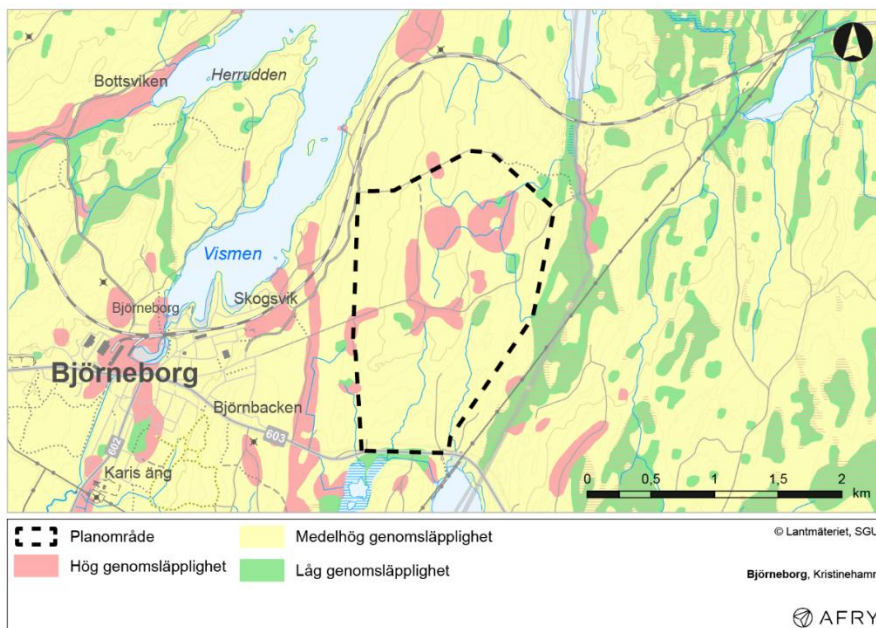 Bottsviken
Herrudden
Vismen
Skogsvik
Björneborg
Björneborg
Björnbacken
602
603
Karis äng
0 0,5 1 1,5 2
km
Planområde
Hög genomsläpplighet
Medelhög genomsläpplighet
Låg genomsläpplighet
© Lantmäteriet, SGU
Björneborg, Kristinehamn
AFRY